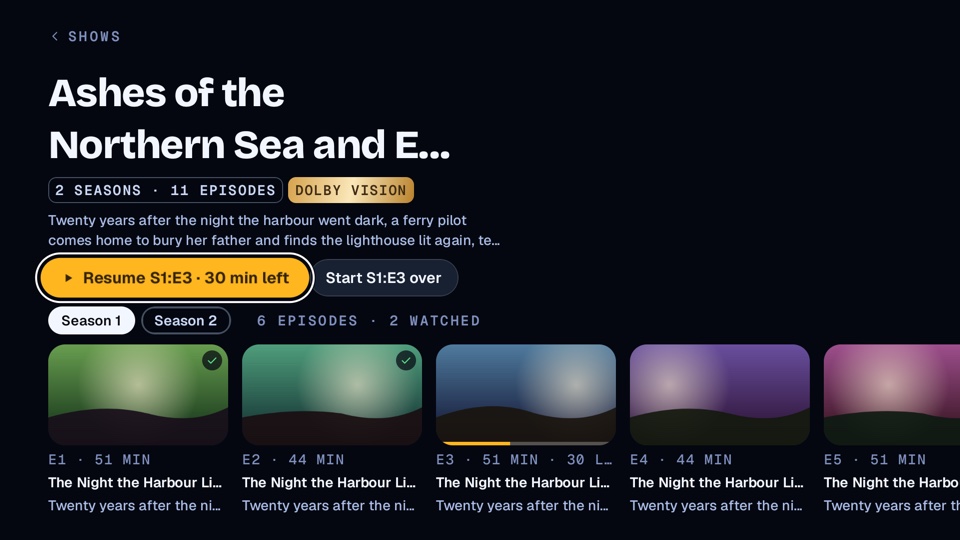 SHOWS
Ashes of the
Northern Sea and E...
2 SEASONS · 11 EPISODES DOLBY VISION
Twenty years after the night the harbour went dark, a ferry pilot
comes home to bury her father and finds the lighthouse lit again, te...
Resume S1:E3 · 30 min left Start S1:E3 over
Season 1 Season 2 6 EPISODES · 2 WATCHED
E1 · 51 MIN E2 · 44 MIN E3 · 51 MIN · 30 L... E4 · 44 MIN E5 · 51 MIN
The Night the Harbour Li... The Night the Harbour Li... The Night the Harbour Li... The Night the Harbour Li... The Night the Harbo
Twenty years after the ni... Twenty years after the ni... Twenty years after the ni... Twenty years after the ni... Twenty years after